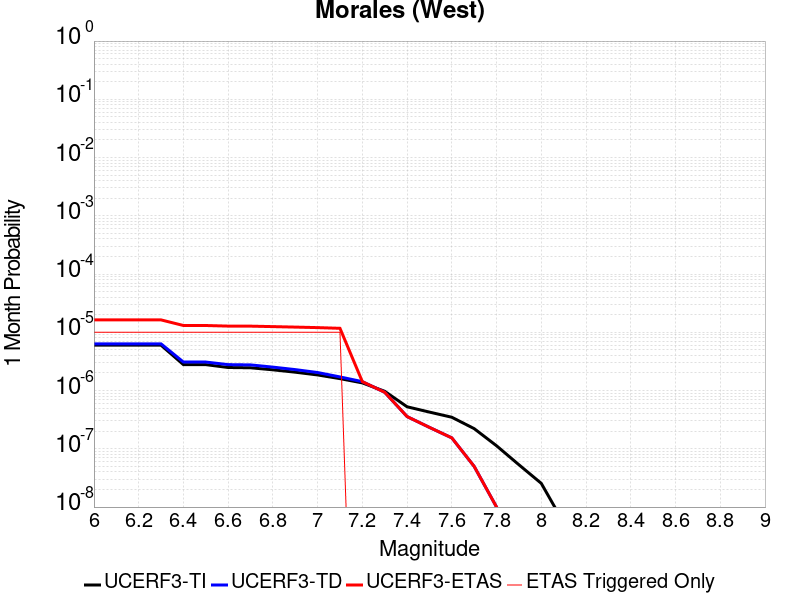 Morales (West)
10^0
10^-1
10^-2
10^-3
10^-4
10^-5
10^-6
10^-7
10^-8
1 Month Probability
6 6.2 6.4 6.6 6.8 7 7.2 7.4 7.6 7.8 8 8.2 8.4 8.6 8.8 9
Magnitude
UCERF3-TI UCERF3-TD UCERF3-ETAS ETAS Triggered Only